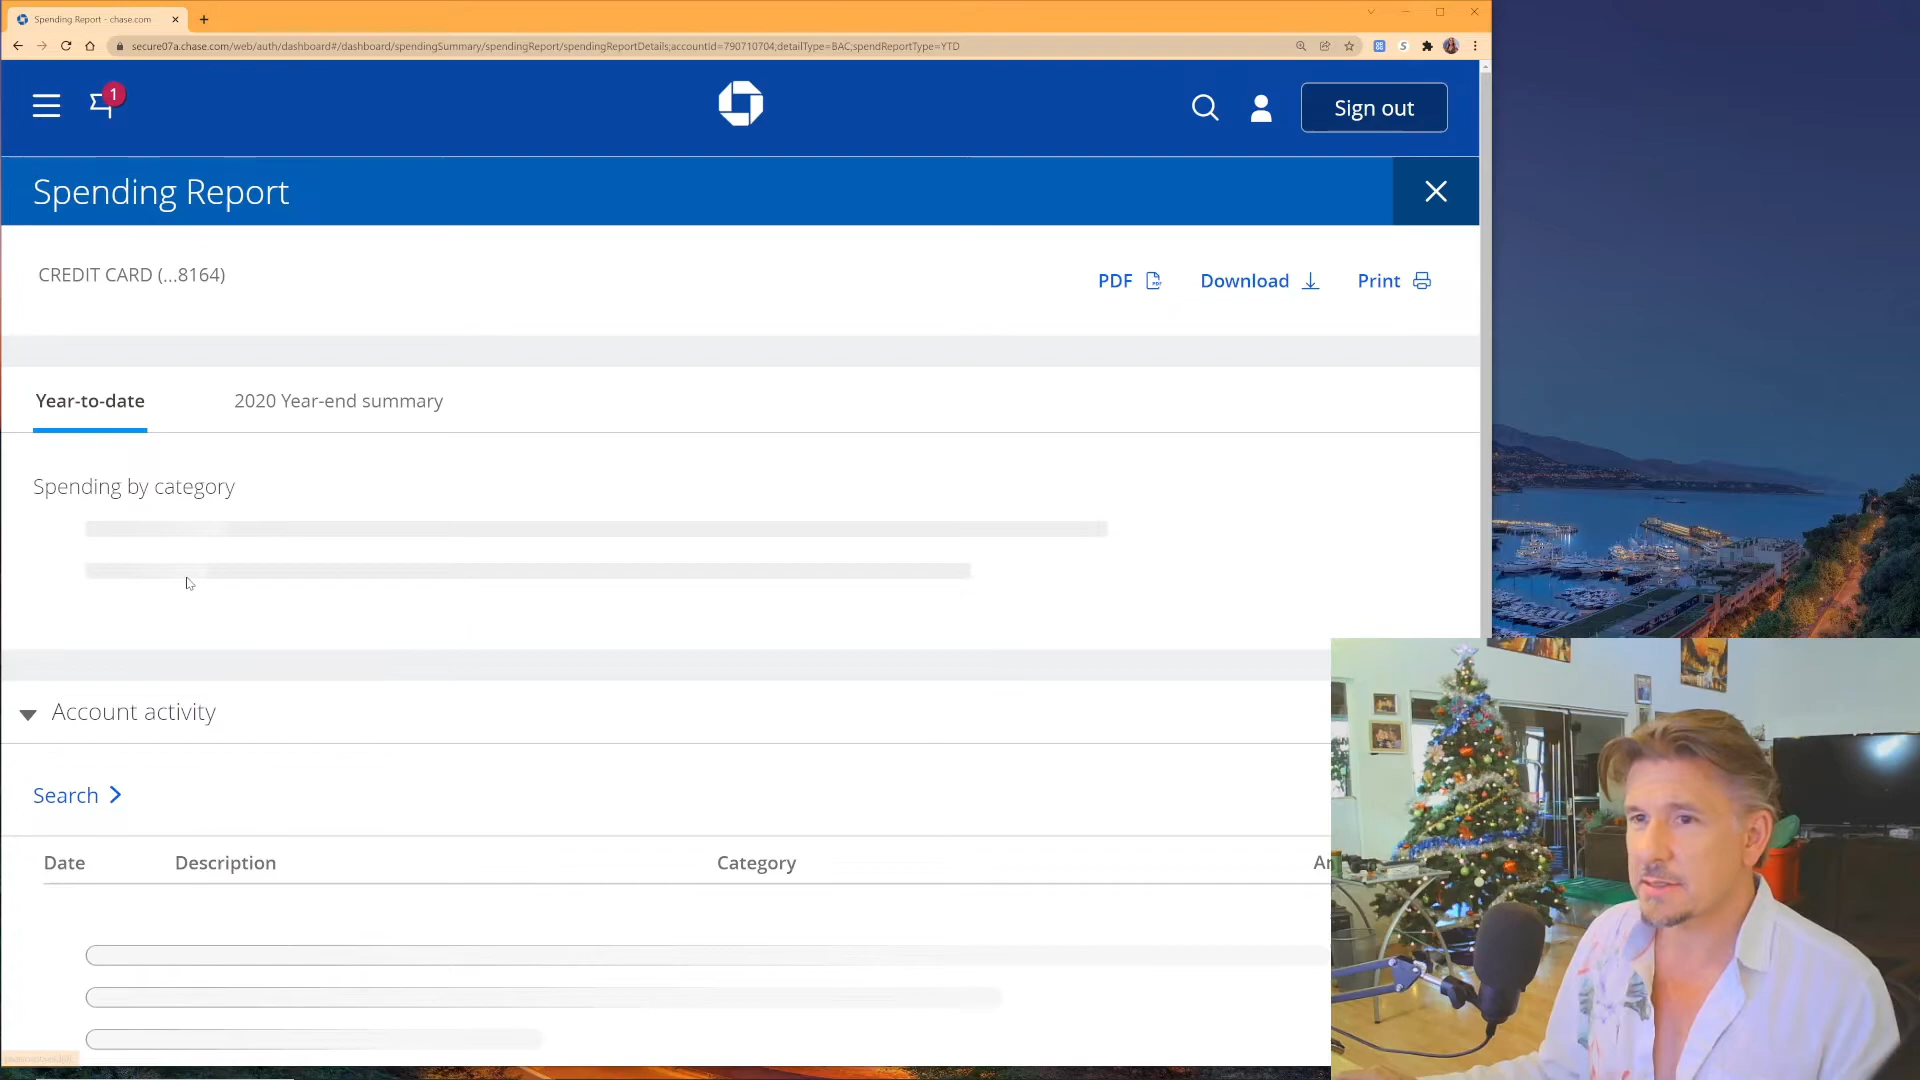 Spending Report - chase.com
secure07a.chase.com/web/auth/dashboard#/dashboard/spendingSummary/spendingReport/spendingReportDetails;accountId=790710704;detailType=BAC;spendReportType=YTD
1
Sign out
Spending Report
CREDIT CARD (...8164)
PDF Download Print
Year-to-date 2020 Year-end summary
Spending by category
Account activity
Search
Date Description Category